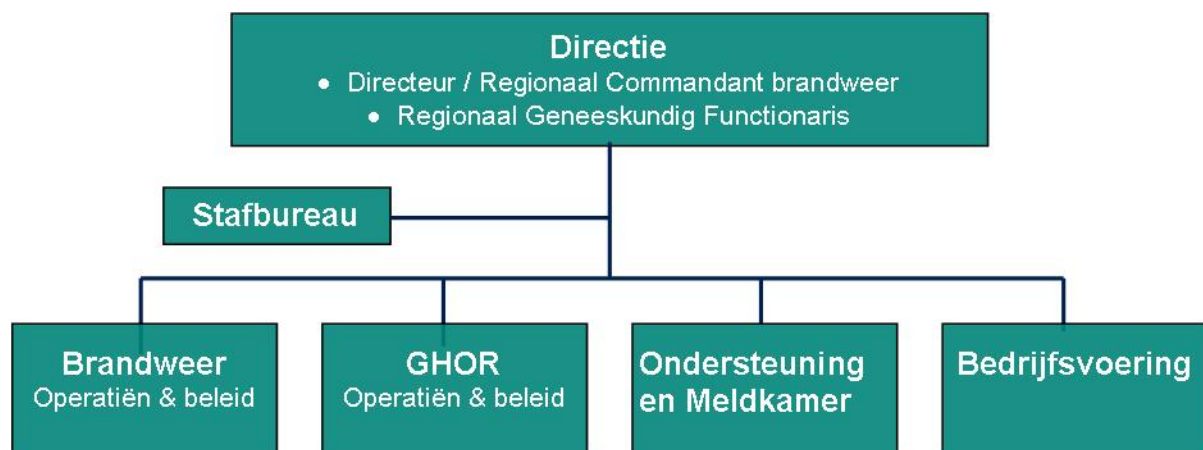 Directie
• Directeur / Regionaal Commandant brandweer
• Regionaal Geneeskundig Functionaris
Stafbureau
Brandweer
Operatiën & beleid
GHOR
Operatiën & beleid
Ondersteuning
en Meldkamer
Bedrijfsvoering